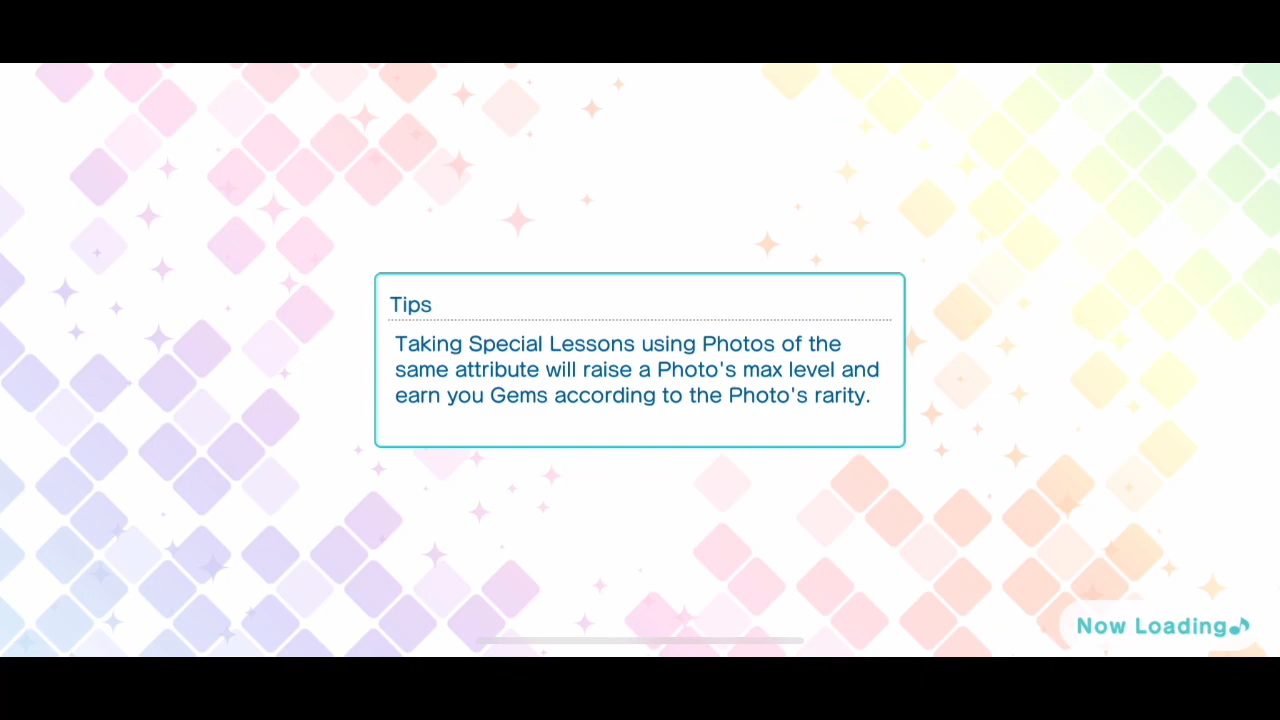 Tips
Taking Special Lessons using Photos of the
same attribute will raise a Photo's max level and
earn you Gems according to the Photo's rarity.
Now Loading♪